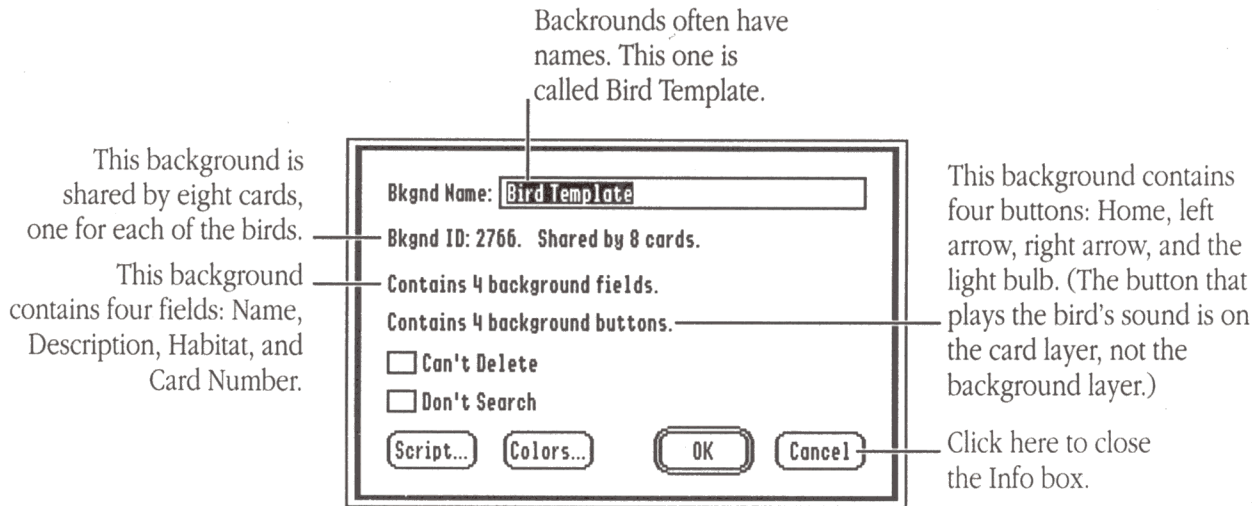 Backrounds often have
names. This one is
called Bird Template.
This background is
shared by eight cards,
one for each of the birds.
This background
contains four fields: Name,
Description, Habitat, and
Card Number.
Bkgnd Name: Bird Template
Bkgnd ID: 2766. Shared by 8 cards.
Contains 4 background fields.
Contains 4 background buttons.
Can't Delete
Don't Search
Script... Colors... OK Cancel
This background contains
four buttons: Home, left
arrow, right arrow, and the
light bulb. (The button that
plays the bird's sound is on
the card layer, not the
background layer.)
Click here to close
the Info box.